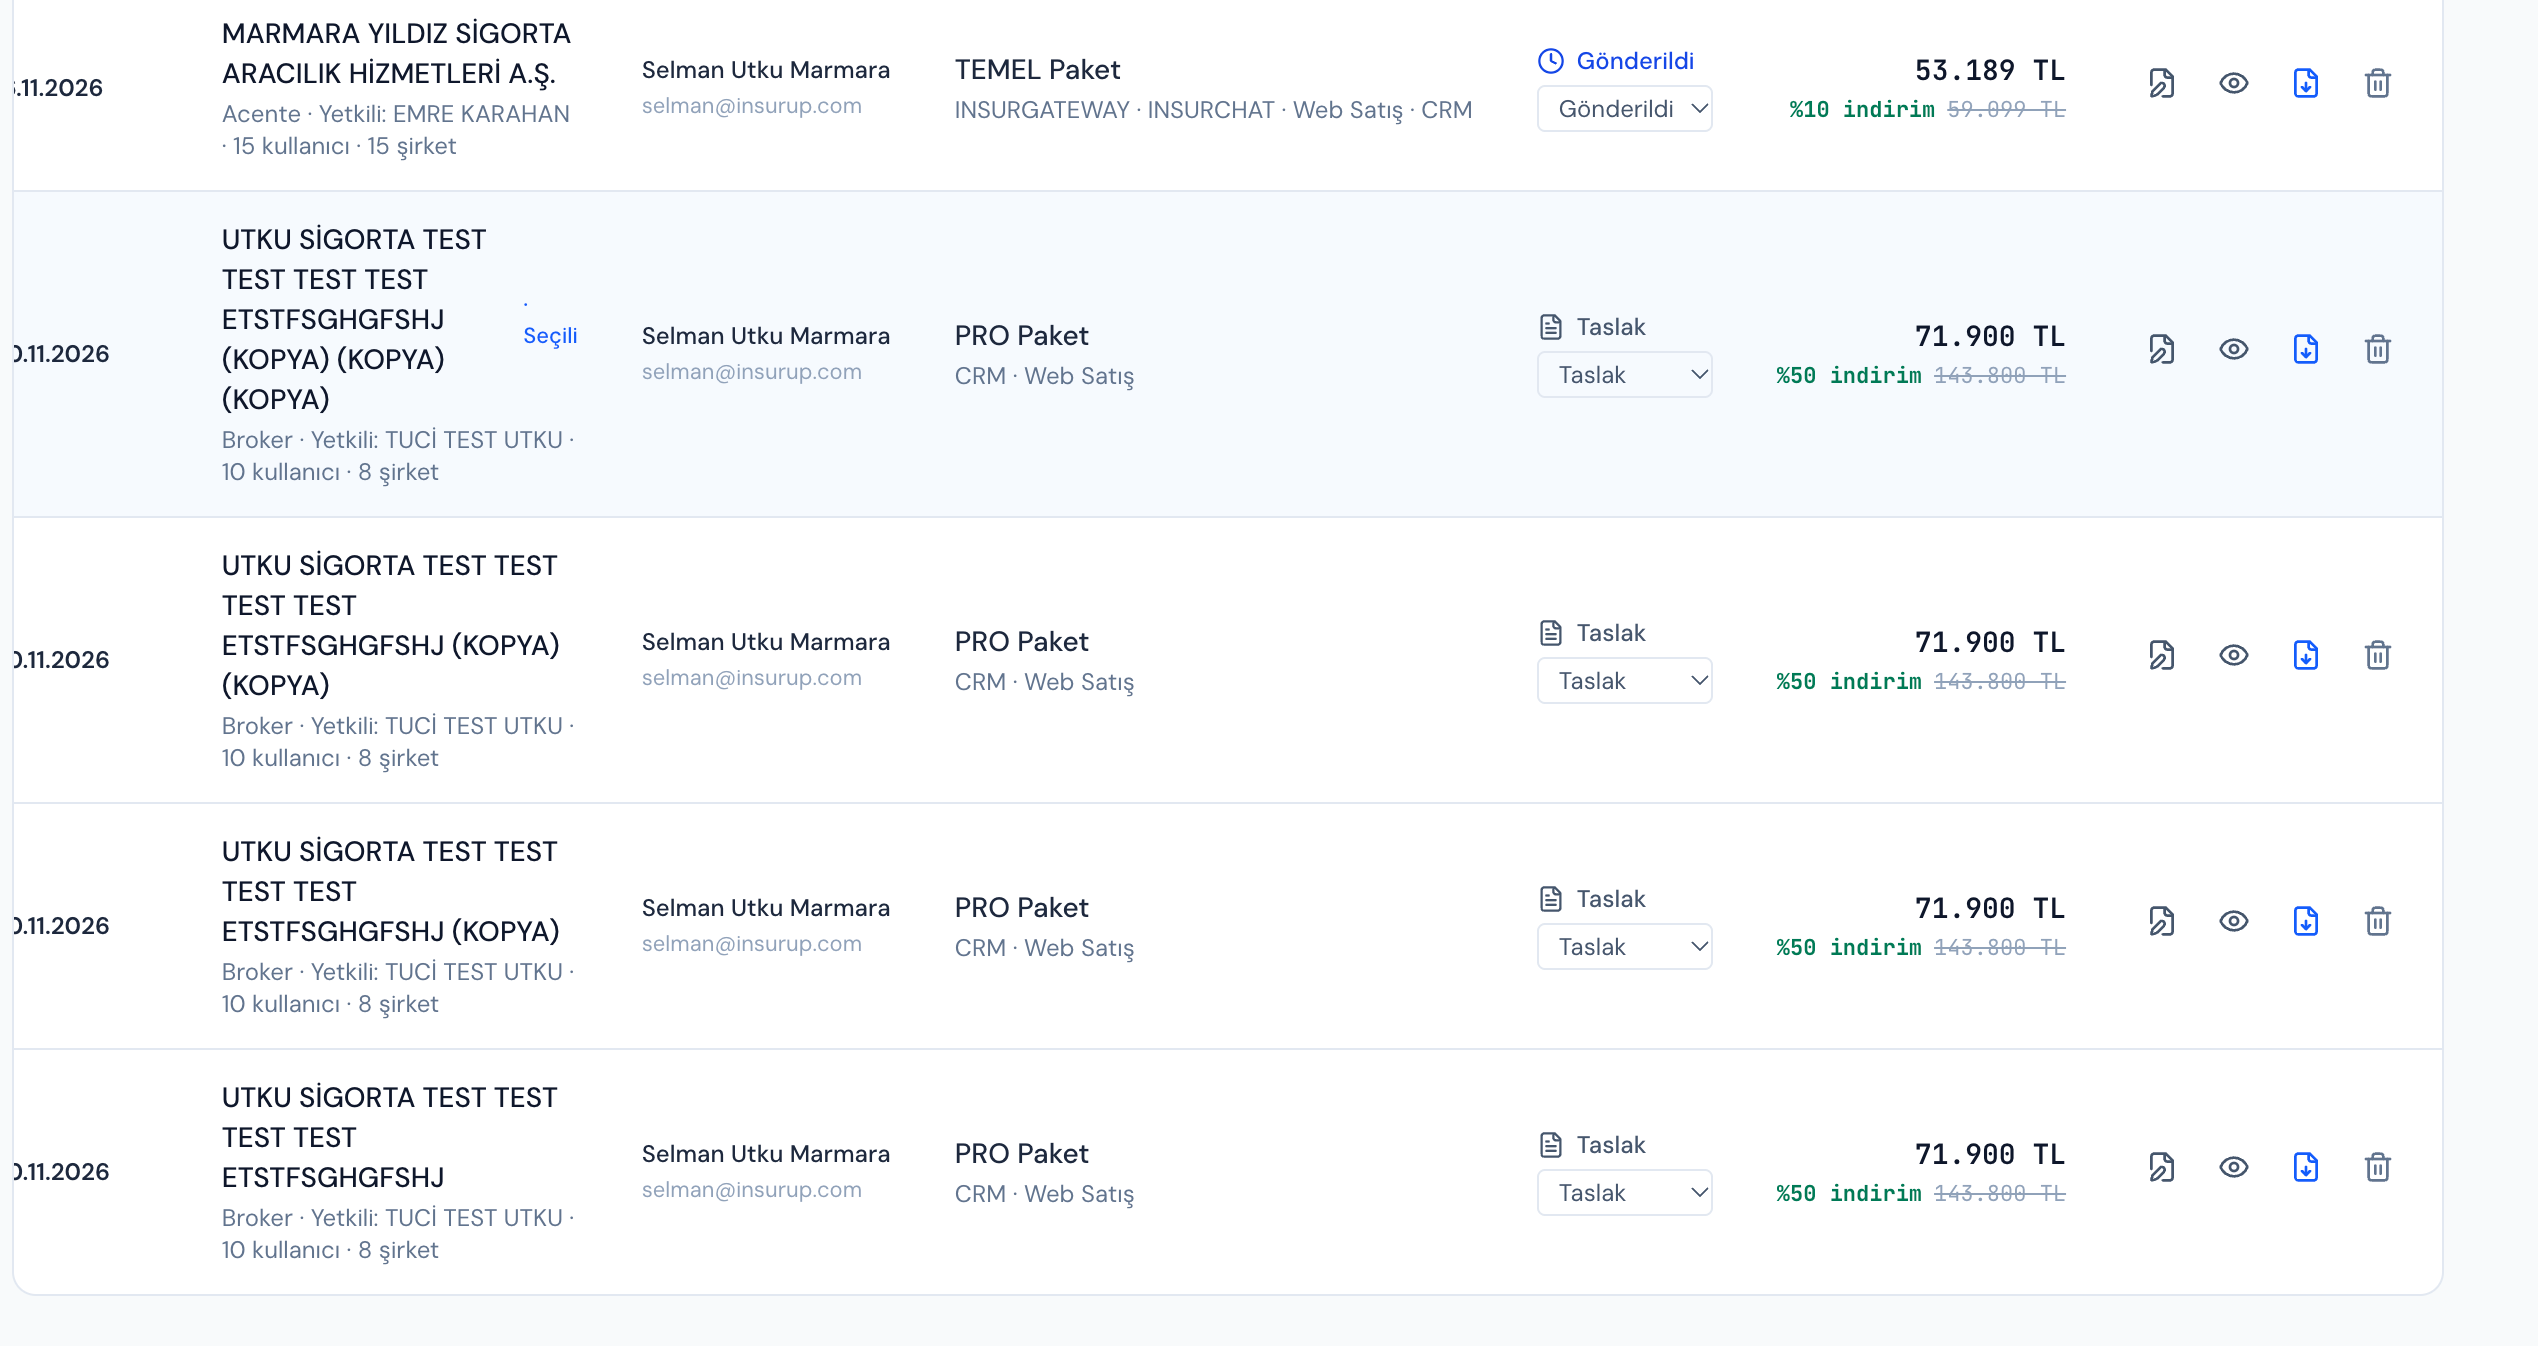 .11.2026
MARMARA YILDIZ SİGORTA
ARACILIK HİZMETLERİ A.Ş.
Acente · Yetkili: EMRE KARAHAN
· 15 kullanıcı · 15 şirket
Selman Utku Marmara
selman@insurup.com
TEMEL Paket
INSURGATEWAY · INSURCHAT · Web Satış · CRM
Gönderildi
Gönderildi
53.189 TL
%10 indirim 59.099 TL
0.11.2026
UTKU SİGORTA TEST
TEST TEST TEST
ETSTFSGHGFSHJ
(KOPYA) (KOPYA)
(KOPYA)
·
Seçili
Broker · Yetkili: TUCİ TEST UTKU ·
10 kullanıcı · 8 şirket
Selman Utku Marmara
selman@insurup.com
PRO Paket
CRM · Web Satış
Taslak
Taslak
71.900 TL
%50 indirim 143.800 TL
0.11.2026
UTKU SİGORTA TEST TEST
TEST TEST
ETSTFSGHGFSHJ (KOPYA)
(KOPYA)
Broker · Yetkili: TUCİ TEST UTKU ·
10 kullanıcı · 8 şirket
Selman Utku Marmara
selman@insurup.com
PRO Paket
CRM · Web Satış
Taslak
Taslak
71.900 TL
%50 indirim 143.800 TL
0.11.2026
UTKU SİGORTA TEST TEST
TEST TEST
ETSTFSGHGFSHJ (KOPYA)
Broker · Yetkili: TUCİ TEST UTKU ·
10 kullanıcı · 8 şirket
Selman Utku Marmara
selman@insurup.com
PRO Paket
CRM · Web Satış
Taslak
Taslak
71.900 TL
%50 indirim 143.800 TL
0.11.2026
UTKU SİGORTA TEST TEST
TEST TEST
ETSTFSGHGFSHJ
Broker · Yetkili: TUCİ TEST UTKU ·
10 kullanıcı · 8 şirket
Selman Utku Marmara
selman@insurup.com
PRO Paket
CRM · Web Satış
Taslak
Taslak
71.900 TL
%50 indirim 143.800 TL